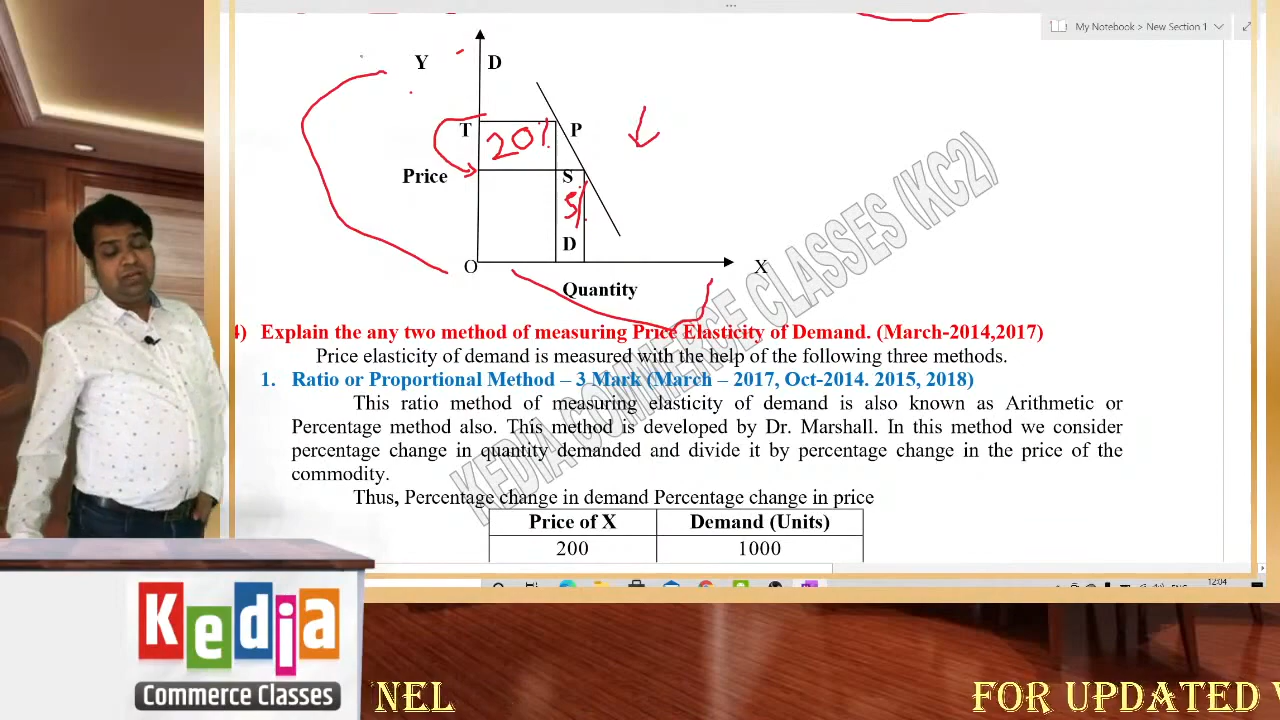 My Notebook > New Section 1
Y
D
T
20%
P
Price
S
5%
D
O
X
Quantity
4) Explain the any two method of measuring Price Elasticity of Demand. (March-2014,2017)
Price elasticity of demand is measured with the help of the following three methods.
1. Ratio or Proportional Method – 3 Mark (March – 2017, Oct-2014. 2015, 2018)
This ratio method of measuring elasticity of demand is also known as Arithmetic or
Percentage method also. This method is developed by Dr. Marshall. In this method we consider
percentage change in quantity demanded and divide it by percentage change in the price of the
commodity.
Thus, Percentage change in demand Percentage change in price
Price of X Demand (Units)
200 1000
KEDIA COMMERCE CLASSES (KC2)
ENG
12:04
Kedia
Commerce Classes
NEL
FOR UPDATED V